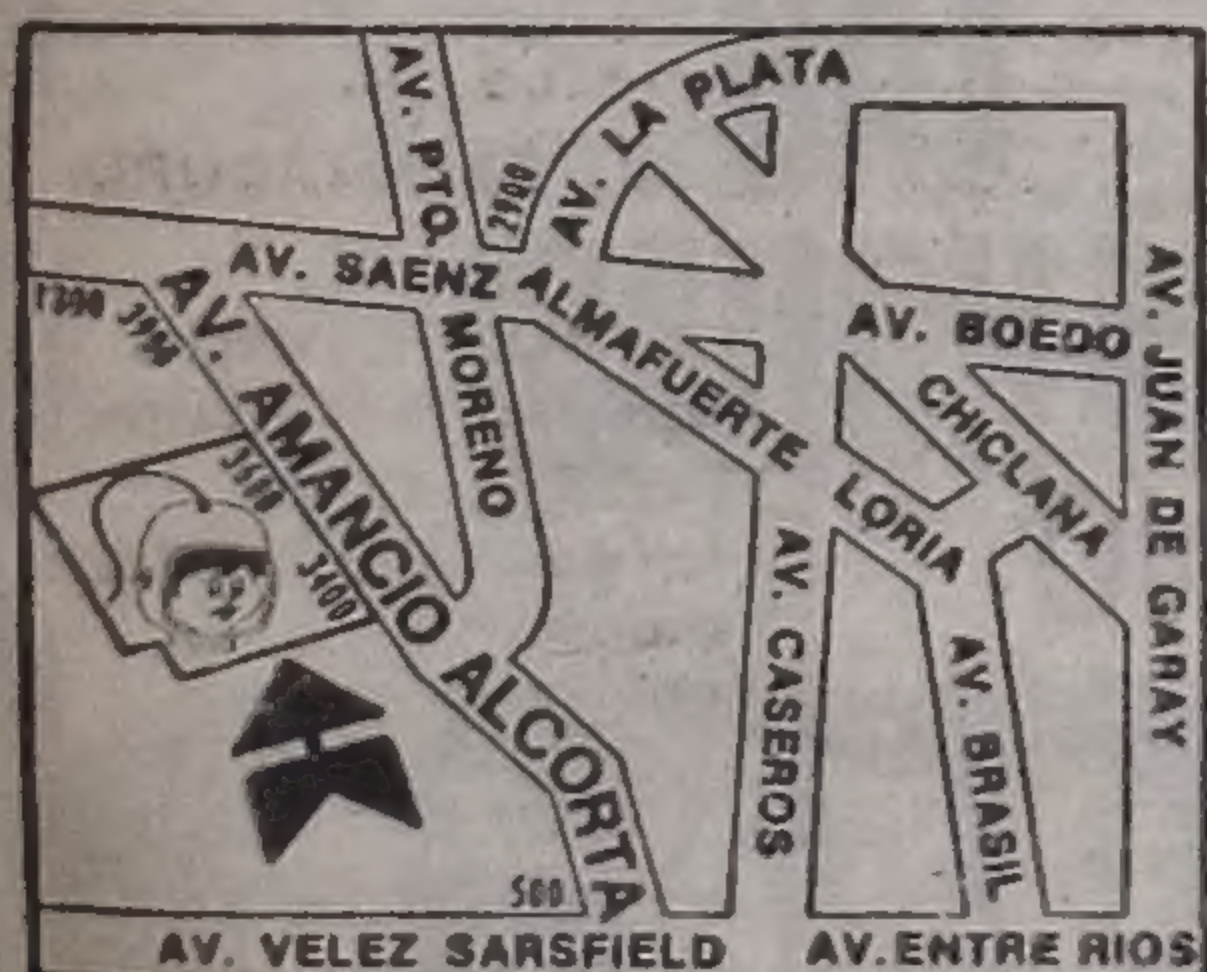 AV. PTO.
MORENO
AV. LA PLATA
2900
AV. SAENZ
ALMAFUERTE
LORIA
AV. BOEDO
CHICLANA
AV. JUAN DE GARAY
AV. AMANCIO ALCORTA
3400
AV. CASEROS
AV. BRASIL
500
AV. VELEZ SARSFIELD
AV. ENTRE RIOS